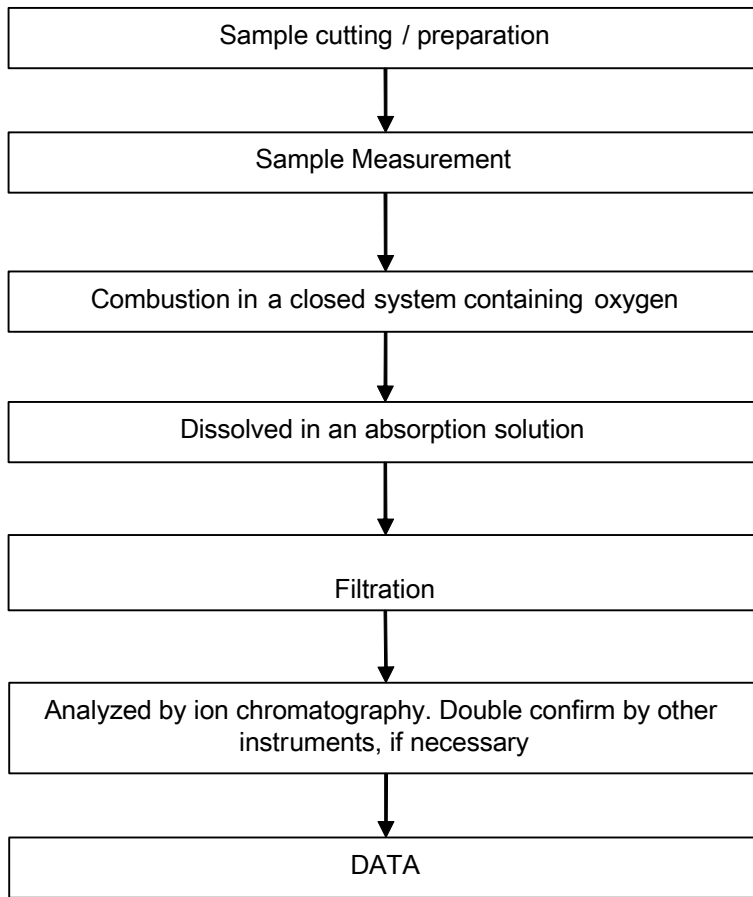 Sample cutting / preparation
Sample Measurement
Combustion in a closed system containing oxygen
Dissolved in an absorption solution
Filtration
Analyzed by ion chromatography. Double confirm by other
instruments, if necessary
DATA